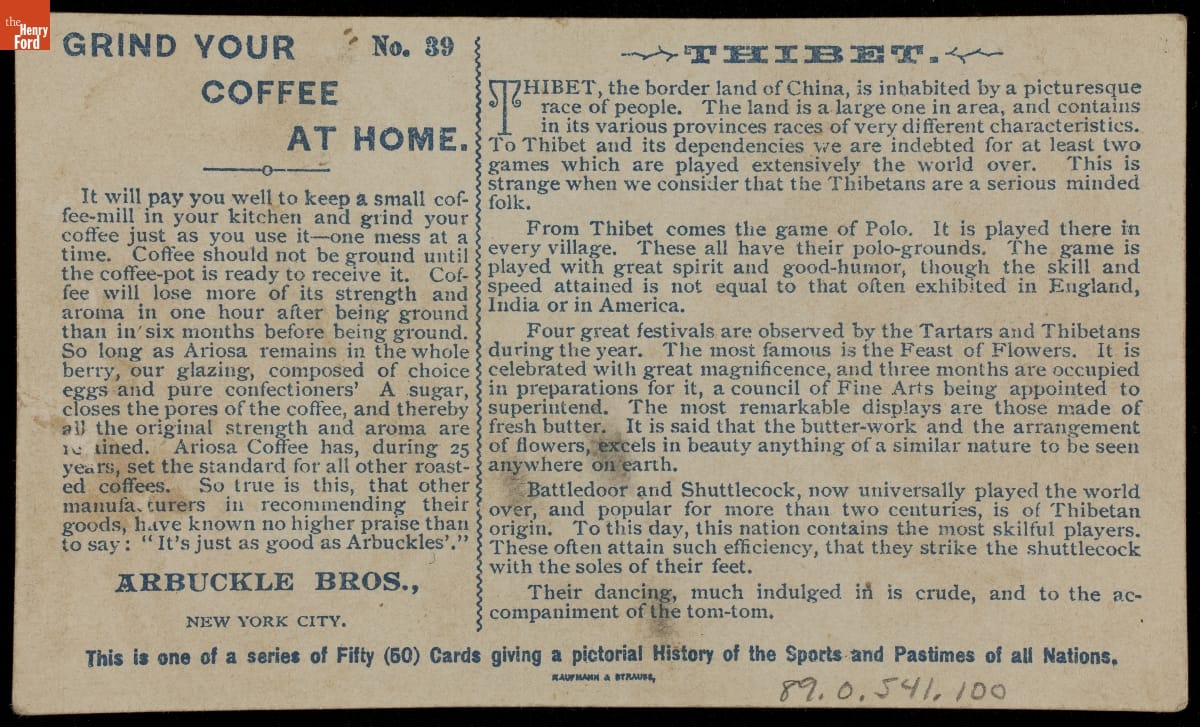 the
Henry
Ford
GRIND YOUR
No. 39
COFFEE
AT HOME.
It will pay you well to keep a small cof-
fee-mill in your kitchen and grind your
coffee just as you use it—one mess at a
time. Coffee should not be ground until
the coffee-pot is ready to receive it. Cof-
fee will lose more of its strength and
aroma in one hour after being ground
than in six months before being ground.
So long as Ariosa remains in the whole
berry, our glazing, composed of choice
eggs and pure confectioners' A sugar,
closes the pores of the coffee, and thereby
all the original strength and aroma are
Ariosa Coffee has, during 25
years, set the standard for all other roast-
ed coffees. So true is this, that other
manufacturers in recommending their
goods, have known no higher praise than
to say: "It's just as good as Arbuckles'."
ARBUCKLE BROS.,
NEW YORK CITY.
THIBET.
THIBET, the border land of China, is inhabited by a picturesque
race of people. The land is a large one in area, and contains
in its various provinces races of very different characteristics.
To Thibet and its dependencies we are indebted for at least two
games which are played extensively the world over. This is
strange when we consider that the Thibetans are a serious minded
folk.
From Thibet comes the game of Polo. It is played there in
every village. These all have their polo-grounds. The game is
played with great spirit and good-humor, though the skill and
speed attained is not equal to that often exhibited in England,
India or in America.
Four great festivals are observed by the Tartars and Thibetans
during the year. The most famous is the Feast of Flowers. It is
celebrated with great magnificence, and three months are occupied
in preparations for it, a council of Fine Arts being appointed to
superintend. The most remarkable displays are those made of
fresh butter. It is said that the butter-work and the arrangement
of flowers, excels in beauty anything of a similar nature to be seen
anywhere on earth.
Battledoor and Shuttlecock, now universally played the world
over, and popular for more than two centuries, is of Thibetan
origin. To this day, this nation contains the most skilful players.
These often attain such efficiency, that they strike the shuttlecock
with the soles of their feet.
Their dancing, much indulged in is crude, and to the ac-
companiment of the tom-tom.
This is one of a series of Fifty (50) Cards giving a pictorial History of the Sports and Pastimes of all Nations.
KAUFMANN & STRAUSS,
89.0.541.100